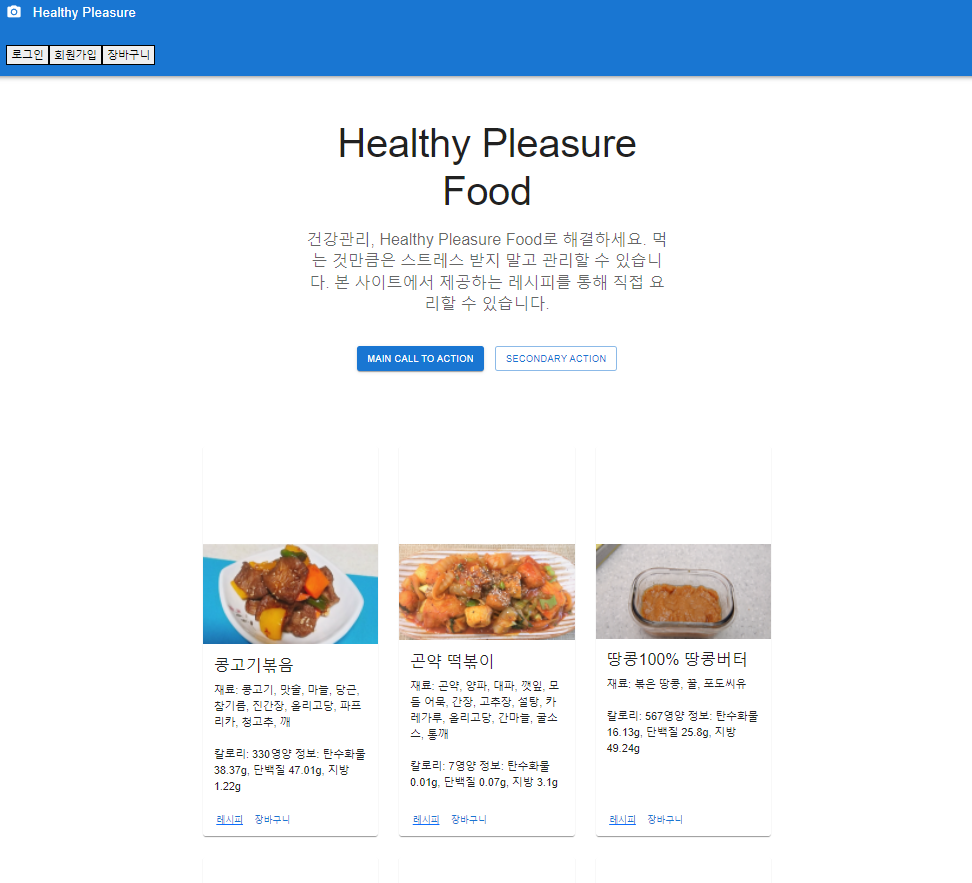 Healthy Pleasure
로그인 회원가입 장바구니
Healthy Pleasure
Food
건강관리, Healthy Pleasure Food로 해결하세요. 먹
는 것만큼은 스트레스 받지 말고 관리할 수 있습니
다. 본 사이트에서 제공하는 레시피를 통해 직접 요
리할 수 있습니다.
MAIN CALL TO ACTION SECONDARY ACTION
콩고기볶음
재료: 콩고기, 맛술, 마늘, 당근,
참기름, 진간장, 올리고당, 파프
리카, 청고추, 깨
칼로리: 330영양 정보: 탄수화물
38.37g, 단백질 47.01g, 지방
1.22g
레시피 장바구니
곤약 떡볶이
재료: 곤약, 양파, 대파, 깻잎, 모
듬 어묵, 간장, 고추장, 설탕, 카
레가루, 올리고당, 간마늘, 굴소
스, 통깨
칼로리: 7영양 정보: 탄수화물
0.01g, 단백질 0.07g, 지방 3.1g
레시피 장바구니
땅콩100% 땅콩버터
재료: 볶은 땅콩, 꿀, 포도씨유
칼로리: 567영양 정보: 탄수화물
16.13g, 단백질 25.8g, 지방
49.24g
레시피 장바구니